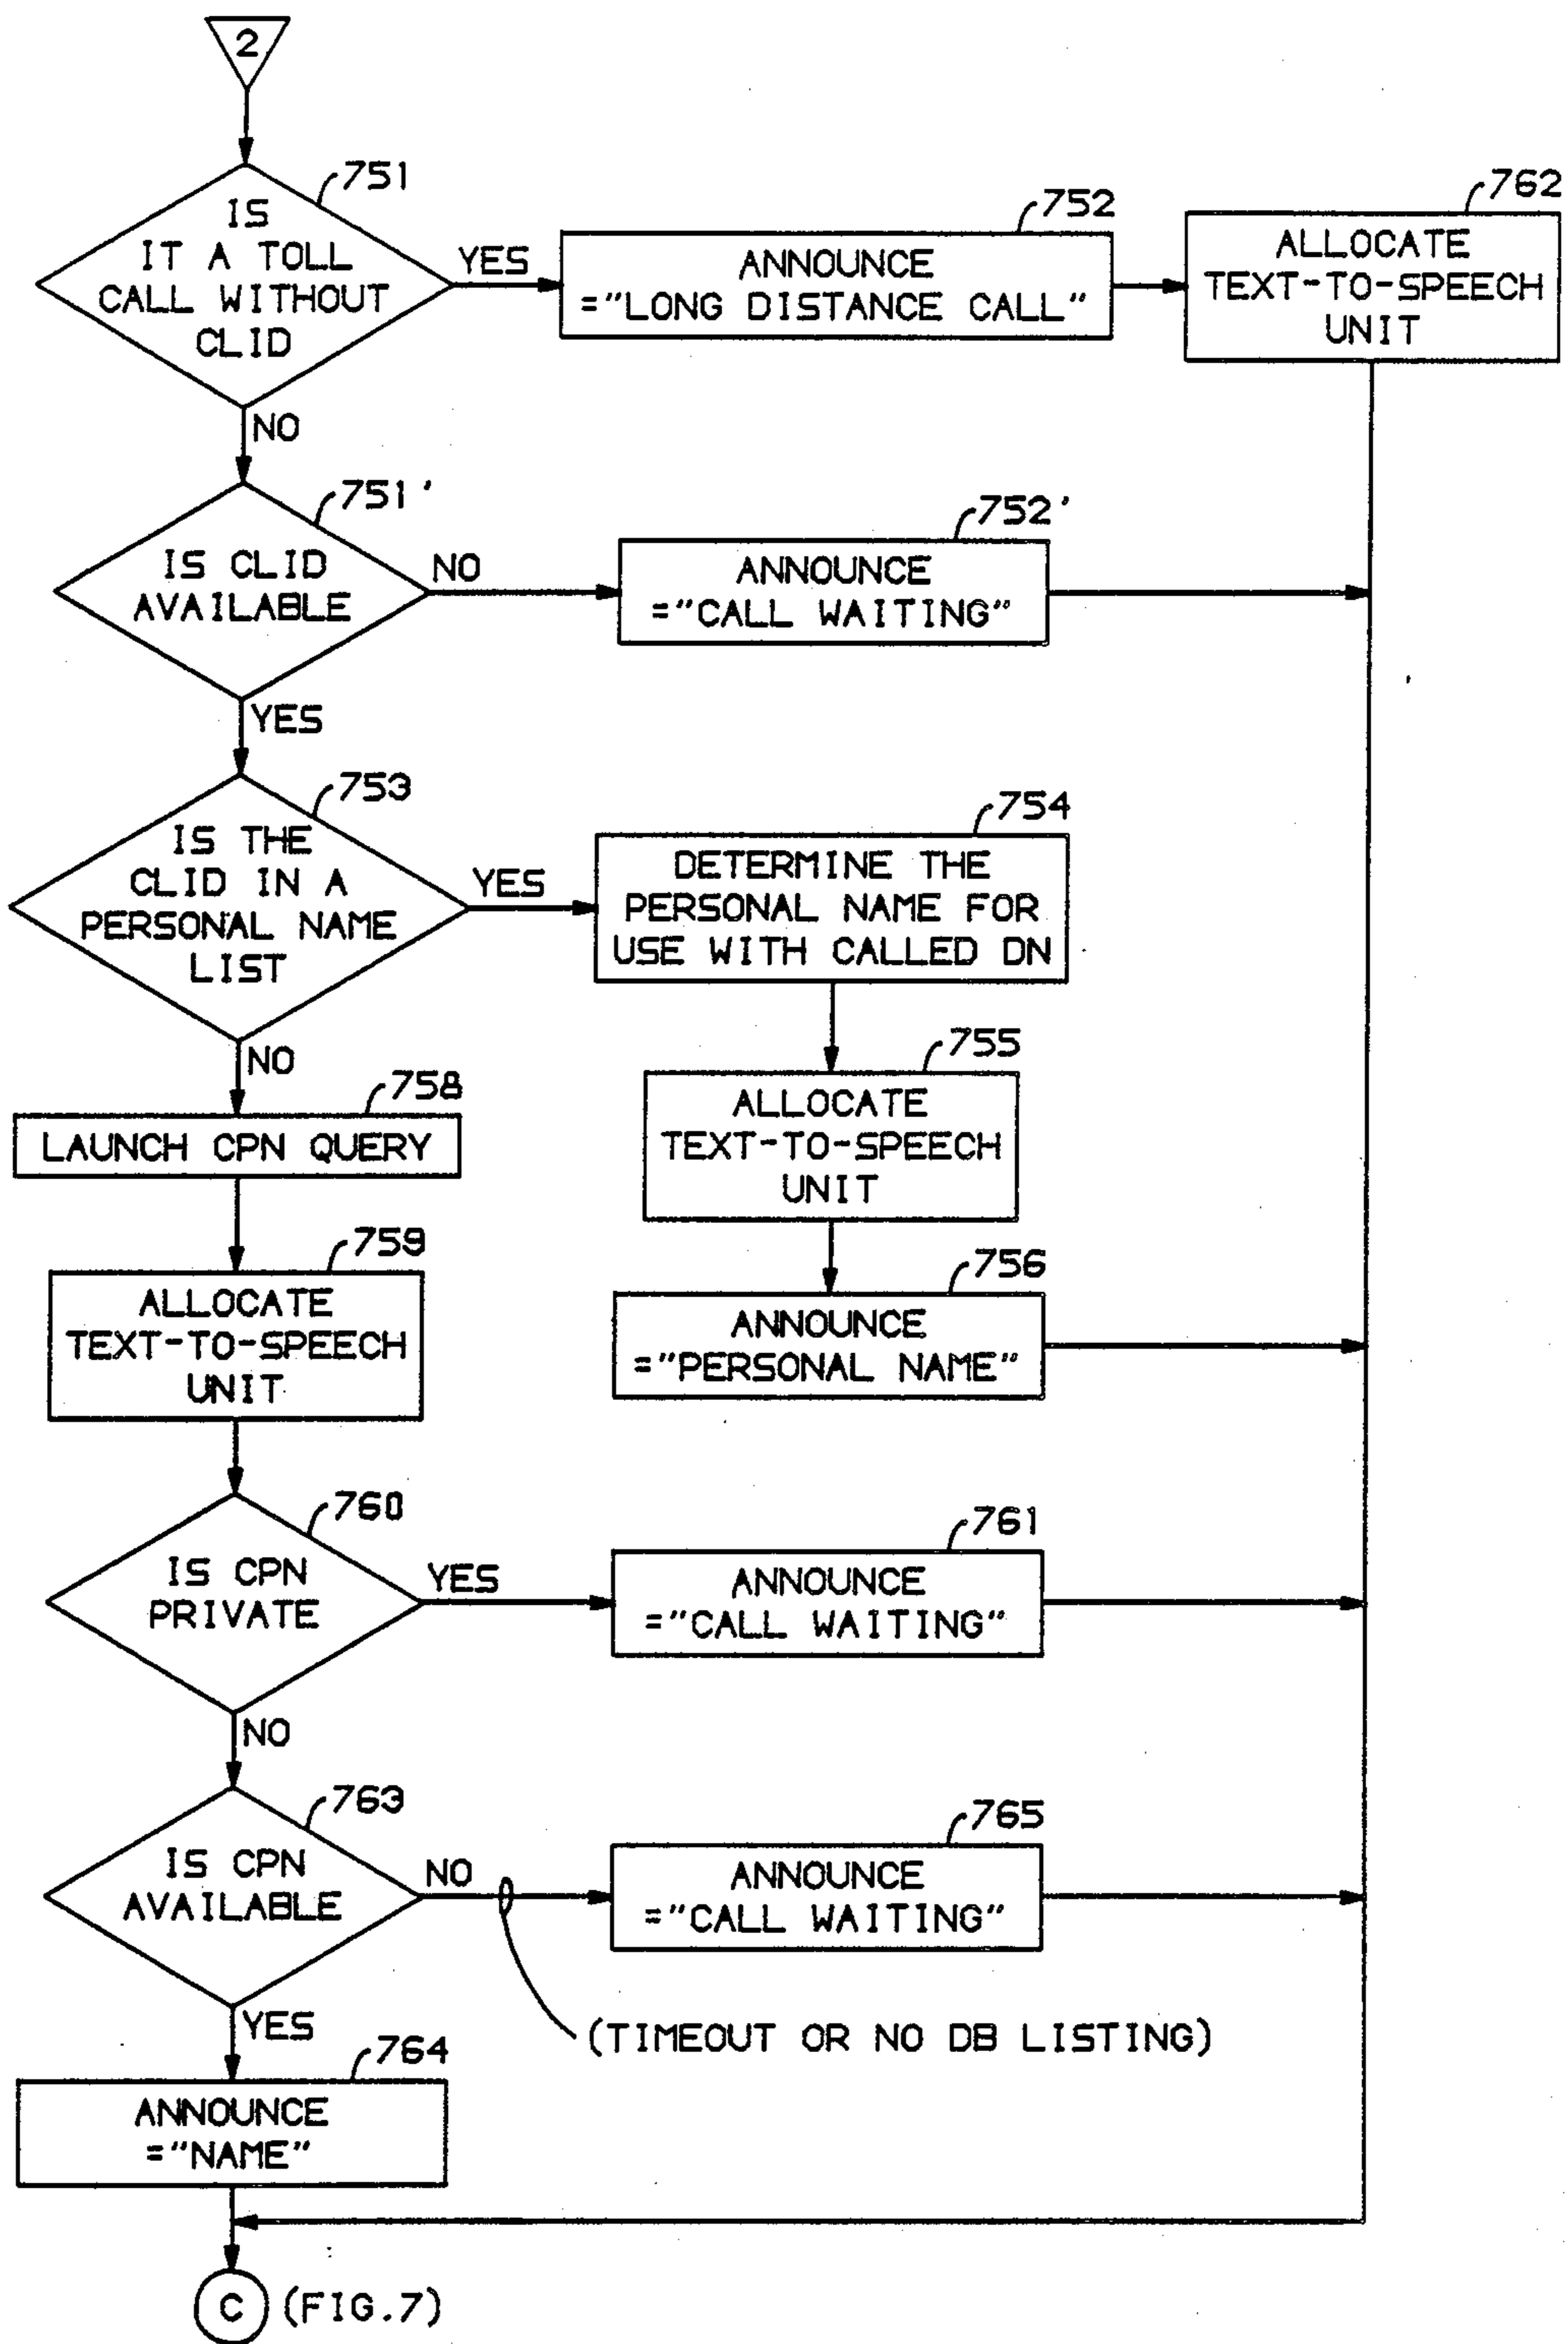 2
751
IS
IT A TOLL
CALL WITHOUT
CLID
YES
752
ANNOUNCE
="LONG DISTANCE CALL"
762
ALLOCATE
TEXT-TO-SPEECH
UNIT
NO
751'
IS CLID
AVAILABLE
NO
752'
ANNOUNCE
="CALL WAITING"
YES
753
IS THE
CLID IN A
PERSONAL NAME
LIST
YES
754
DETERMINE THE
PERSONAL NAME FOR
USE WITH CALLED DN
NO
755
ALLOCATE
TEXT-TO-SPEECH
UNIT
758
LAUNCH CPN QUERY
756
ANNOUNCE
="PERSONAL NAME"
759
ALLOCATE
TEXT-TO-SPEECH
UNIT
760
IS CPN
PRIVATE
YES
761
ANNOUNCE
="CALL WAITING"
NO
763
IS CPN
AVAILABLE
NO
765
ANNOUNCE
="CALL WAITING"
(TIMEOUT OR NO DB LISTING)
YES
764
ANNOUNCE
="NAME"
C (FIG.7)